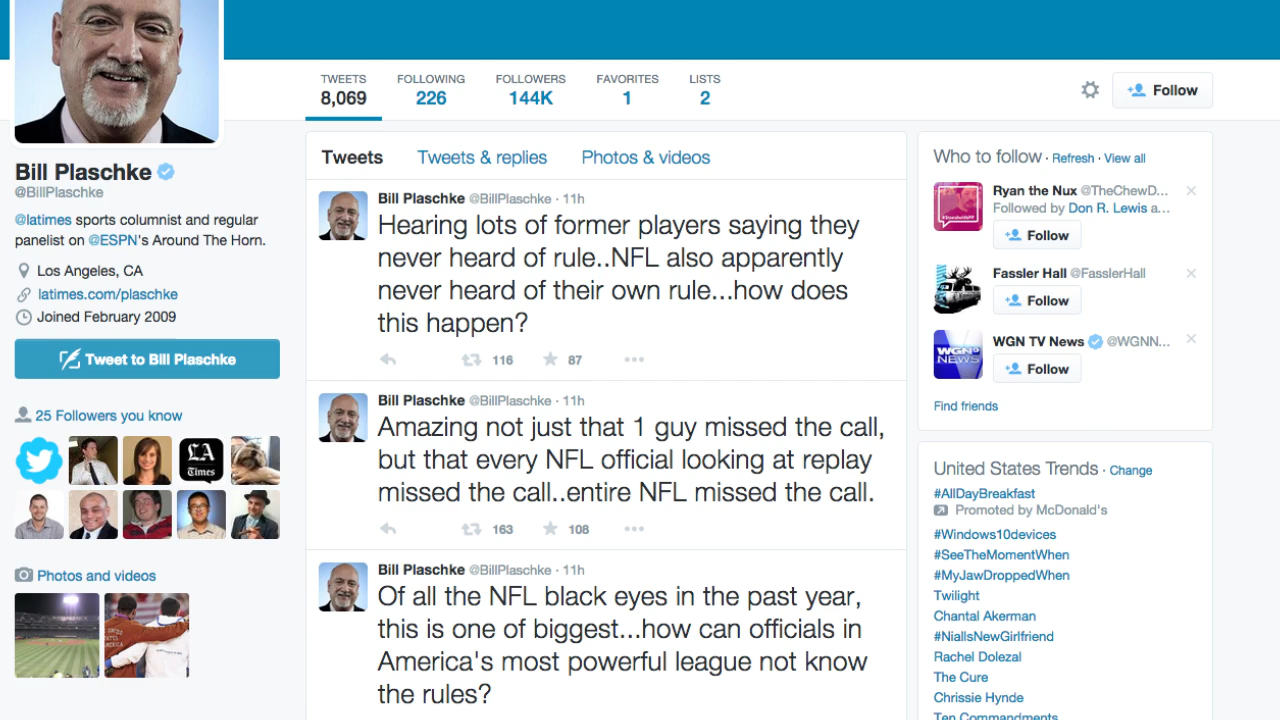 TWEETS
8,069
FOLLOWING
226
FOLLOWERS
144K
FAVORITES
1
LISTS
2
Follow
Bill Plaschke
@BillPlaschke
@latimes sports columnist and regular
panelist on @ESPN's Around The Horn.
Los Angeles, CA
latimes.com/plaschke
Joined February 2009
Tweet to Bill Plaschke
25 Followers you know
LA
Times
Photos and videos
Tweets
Tweets & replies
Photos & videos
Bill Plaschke @BillPlaschke · 11h
Hearing lots of former players saying they
never heard of rule..NFL also apparently
never heard of their own rule...how does
this happen?
116
87
Bill Plaschke @BillPlaschke · 11h
Amazing not just that 1 guy missed the call,
but that every NFL official looking at replay
missed the call..entire NFL missed the call.
163
108
Bill Plaschke @BillPlaschke · 11h
Of all the NFL black eyes in the past year,
this is one of biggest...how can officials in
America's most powerful league not know
the rules?
Who to follow · Refresh · View all
Ryan the Nux @TheChewD...
Followed by Don R. Lewis a...
Follow
Fassler Hall @FasslerHall
Follow
WGN TV News @WGNN...
WGN
NEWS
Follow
Find friends
United States Trends · Change
#AllDayBreakfast
Promoted by McDonald's
#Windows10devices
#SeeTheMomentWhen
#MyJawDroppedWhen
Twilight
Chantal Akerman
#NiallsNewGirlfriend
Rachel Dolezal
The Cure
Chrissie Hynde
Ten Commandments